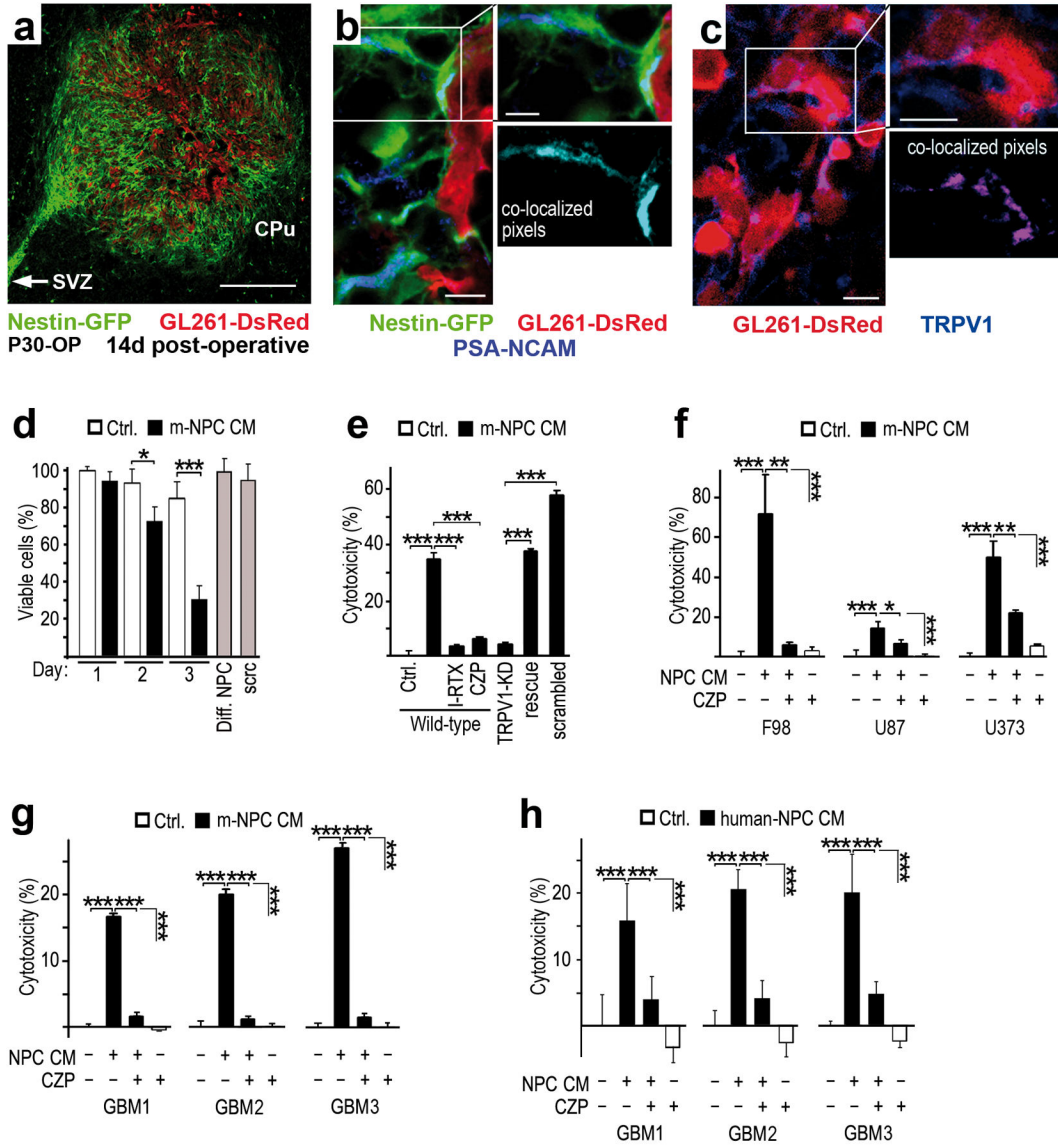 a
CPu
SVZ
Nestin-GFP GL261-DsRed
P30-OP 14d post-operative
b
co-localized
pixels
Nestin-GFP GL261-DsRed
PSA-NCAM
c
co-localized pixels
GL261-DsRed TRPV1
d
Ctrl. m-NPC CM
* ***
Viable cells (%)
100
80
60
40
20
Day: 1 2 3 Diff. NPC scrc
e
Ctrl. m-NPC CM
***
***
*** *** ***
Cytotoxicity (%)
60
40
20
Ctrl. I-RTX CZP TRPV1-KD rescue scrambled
Wild-type
f
Ctrl. m-NPC CM
*** ** ***
*** * ***
*** ** ***
Cytotoxicity (%)
80
60
40
20
NPC CM – + + – – + + – – + + –
CZP – – + + – – + + – – + +
F98 U87 U373
g
Ctrl. m-NPC CM
*** *** ***
*** *** ***
*** *** ***
Cytotoxicity (%)
20
10
NPC CM – + + – – + + – – + + –
CZP – – + + – – + + – – + +
GBM1 GBM2 GBM3
h
Ctrl. human-NPC CM
*** *** ***
*** *** ***
*** *** ***
Cytotoxicity (%)
20
10
NPC CM – + + – – + + – – + + –
CZP – – + + – – + + – – + +
GBM1 GBM2 GBM3